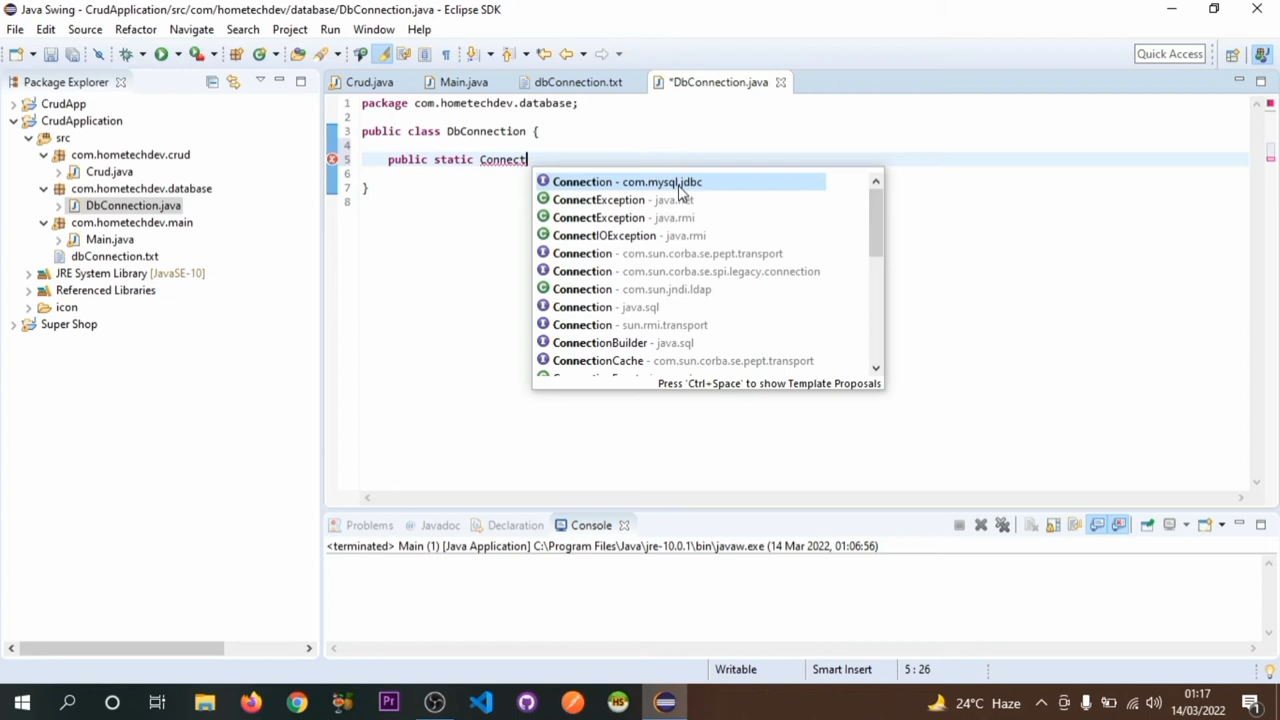 Java Swing - CrudApplication/src/com/hometechdev/database/DbConnection.java - Eclipse SDK
File Edit Source Refactor Navigate Search Project Run Window Help
Quick Access
Package Explorer
Crud.java Main.java dbConnection.txt *DbConnection.java
CrudApp
CrudApplication
src
com.hometechdev.crud
Crud.java
com.hometechdev.database
DbConnection.java
com.hometechdev.main
Main.java
dbConnection.txt
JRE System Library [JavaSE-10]
Referenced Libraries
icon
Super Shop
1 package com.hometechdev.database;
2
3 public class DbConnection {
4
5 public static Connect
6
7 }
8
Connection - com.mysql.jdbc
ConnectException - java.net
ConnectException - java.rmi
ConnectIOException - java.rmi
Connection - com.sun.corba.se.pept.transport
Connection - com.sun.corba.se.spi.legacy.connection
Connection - com.sun.jndi.ldap
Connection - java.sql
Connection - sun.rmi.transport
ConnectionBuilder - java.sql
ConnectionCache - com.sun.corba.se.pept.transport
Press 'Ctrl+Space' to show Template Proposals
Problems Javadoc Declaration Console
<terminated> Main (1) [Java Application] C:\Program Files\Java\jre-10.0.1\bin\javaw.exe (14 Mar 2022, 01:06:56)
Writable Smart Insert 5 : 26
Pr HS 24°C Haze 01:17
14/03/2022 1